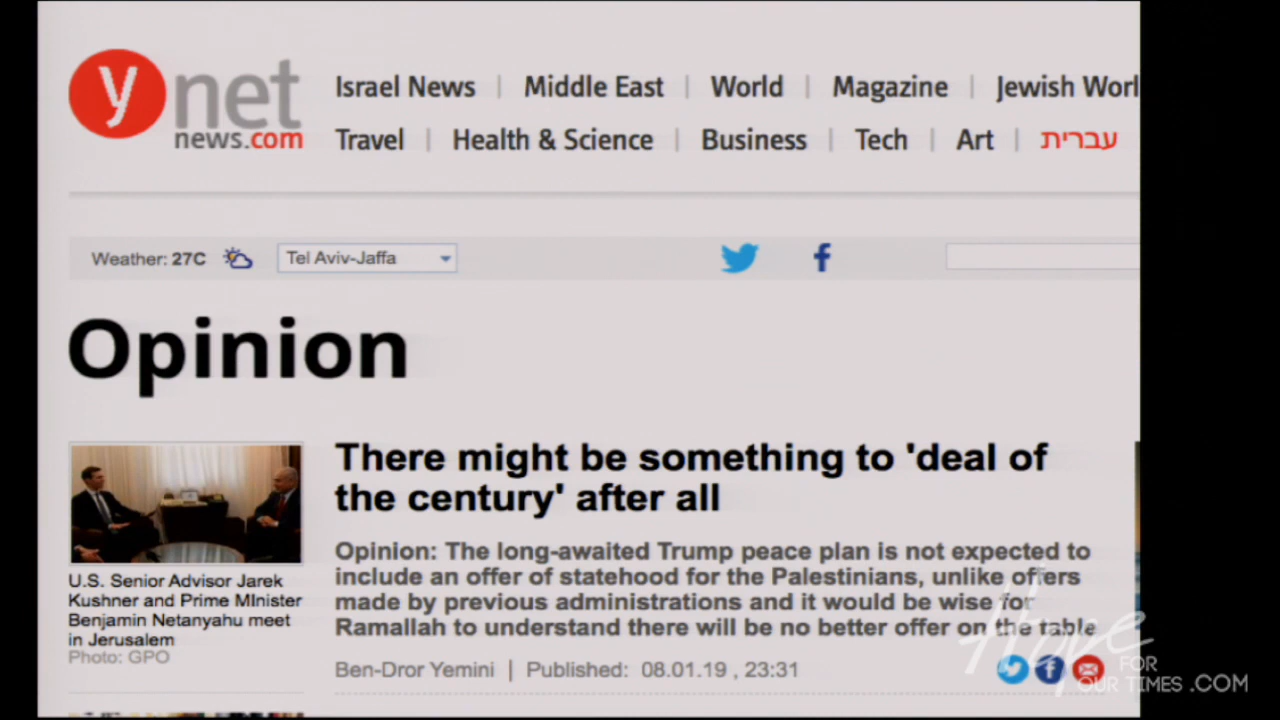 ynet
news.com
Israel News | Middle East | World | Magazine | Jewish Worl
Travel | Health & Science | Business | Tech | Art | עברית
Weather: 27C Tel Aviv-Jaffa
Opinion
There might be something to 'deal of
the century' after all
Opinion: The long-awaited Trump peace plan is not expected to
include an offer of statehood for the Palestinians, unlike offers
made by previous administrations and it would be wise for
Ramallah to understand there will be no better offer on the table
Ben-Dror Yemini | Published: 08.01.19 , 23:31
U.S. Senior Advisor Jarek
Kushner and Prime MInister
Benjamin Netanyahu meet
in Jerusalem
Photo: GPO
Hope
FOR
OUR TIMES .COM